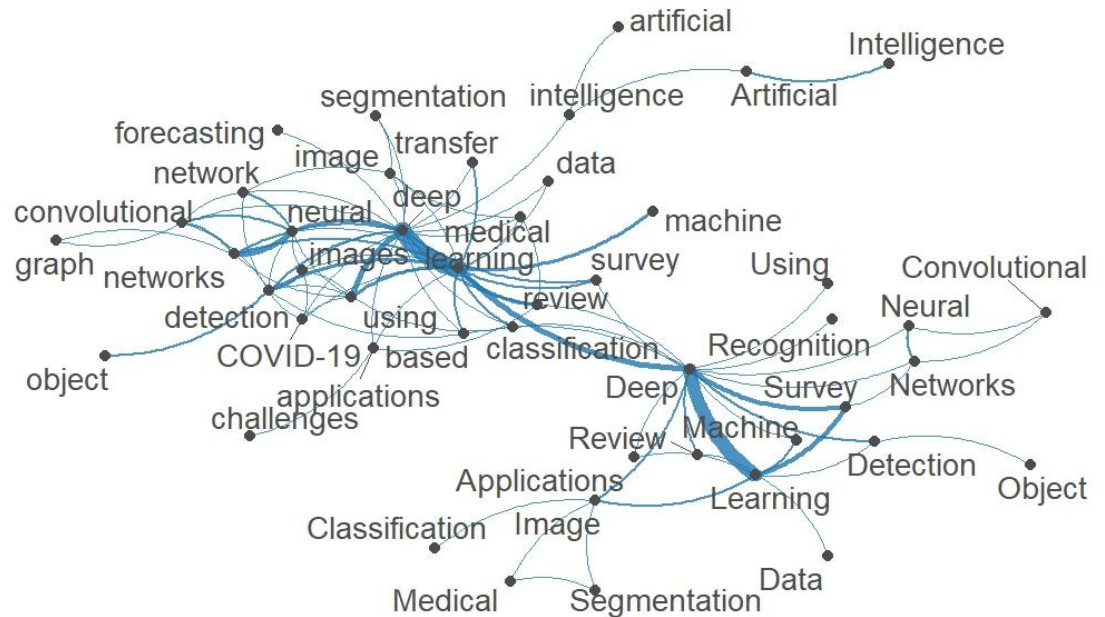 artificial
Intelligence
segmentation
intelligence
Artificial
forecasting
transfer
image
data
network
deep
convolutional
neural
machine
medical
graph
images
learning
survey
Using
Convolutional
networks
review
Neural
detection
using
COVID-19
based
classification
Recognition
object
applications
Deep
Survey
Networks
challenges
Review
Machine
Detection
Applications
Learning
Object
Classification
Image
Data
Medical
Segmentation